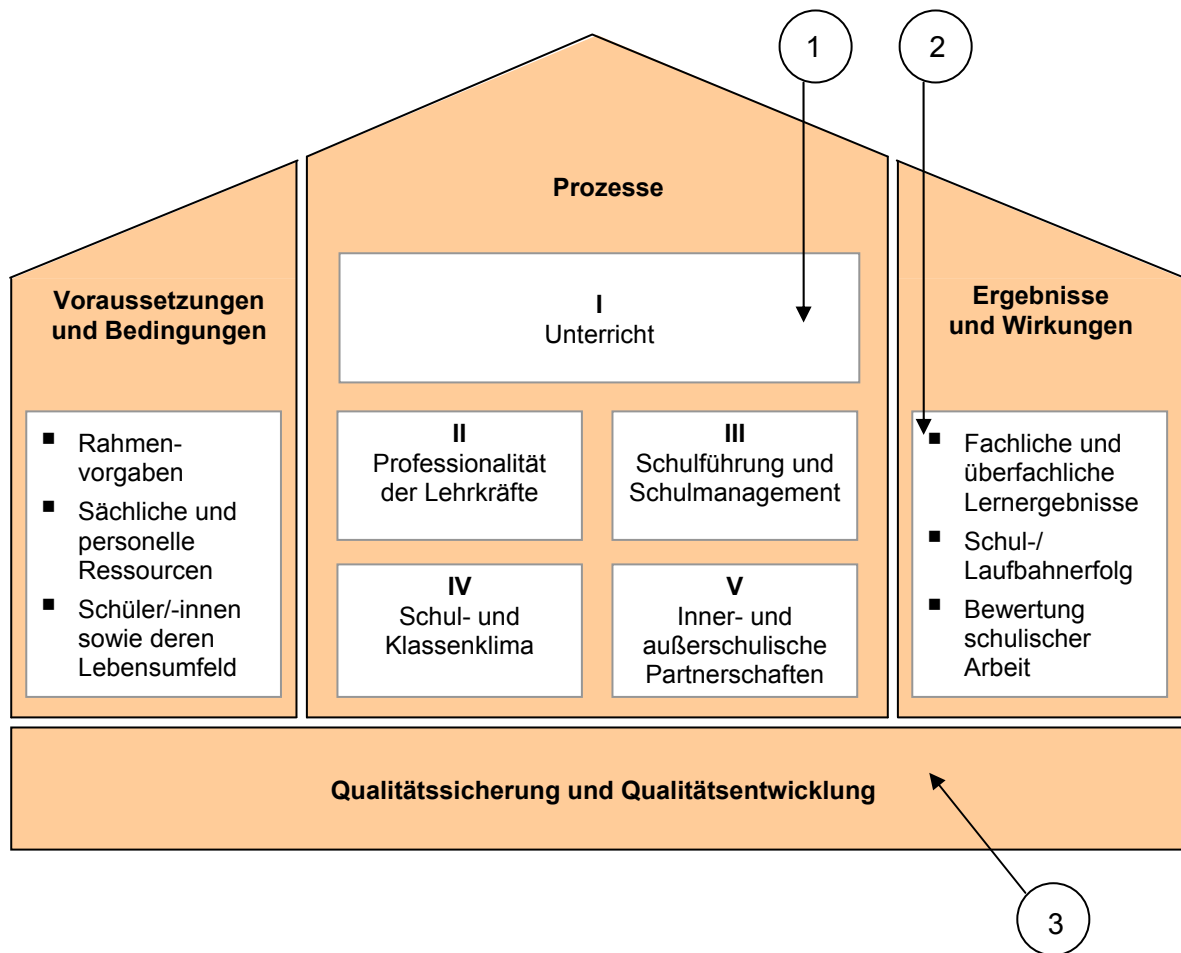 1
2
Prozesse
Voraussetzungen
und Bedingungen
I
Unterricht
Ergebnisse
und Wirkungen
▪ Rahmen-
vorgaben
▪ Sächliche und
personelle
Ressourcen
▪ Schüler/-innen
sowie deren
Lebensumfeld
II
Professionalität
der Lehrkräfte
III
Schulführung und
Schulmanagement
IV
Schul- und
Klassenklima
V
Inner- und
außerschulische
Partnerschaften
▪ Fachliche und
überfachliche
Lernergebnisse
▪ Schul-/
Laufbahnerfolg
▪ Bewertung
schulischer
Arbeit
Qualitätssicherung und Qualitätsentwicklung
3